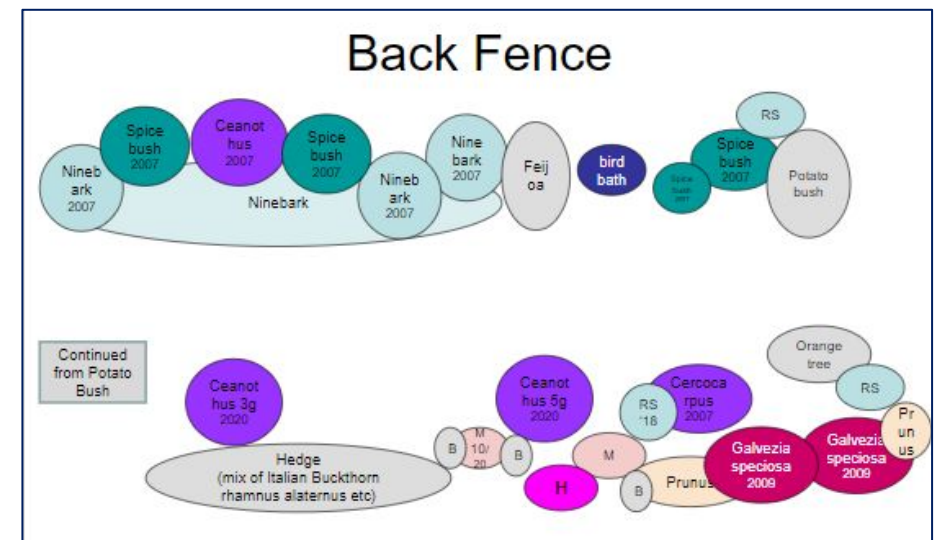 Back Fence
Nineb
ark
2007
Spice
bush
2007
Ceanot
hus
2007
Spice
bush
2007
Ninebark
Nineb
ark
2007
Nine
bark
2007
Feij
oa
bird
bath
Spice
bush
2007
Spice
bush
2007
RS
Potato
bush
Continued
from Potato
Bush
Ceanot
hus 3g
2020
Hedge
(mix of Italian Buckthorn
rhamnus alaternus etc)
B
M
10/
20
B
Ceanot
hus 5g
2020
H
M
RS
'18
Cercoca
rpus
2007
B
Prunus
Galvezia
speciosa
2009
Orange
tree
RS
Galvezia
speciosa
2009
Pr
un
us